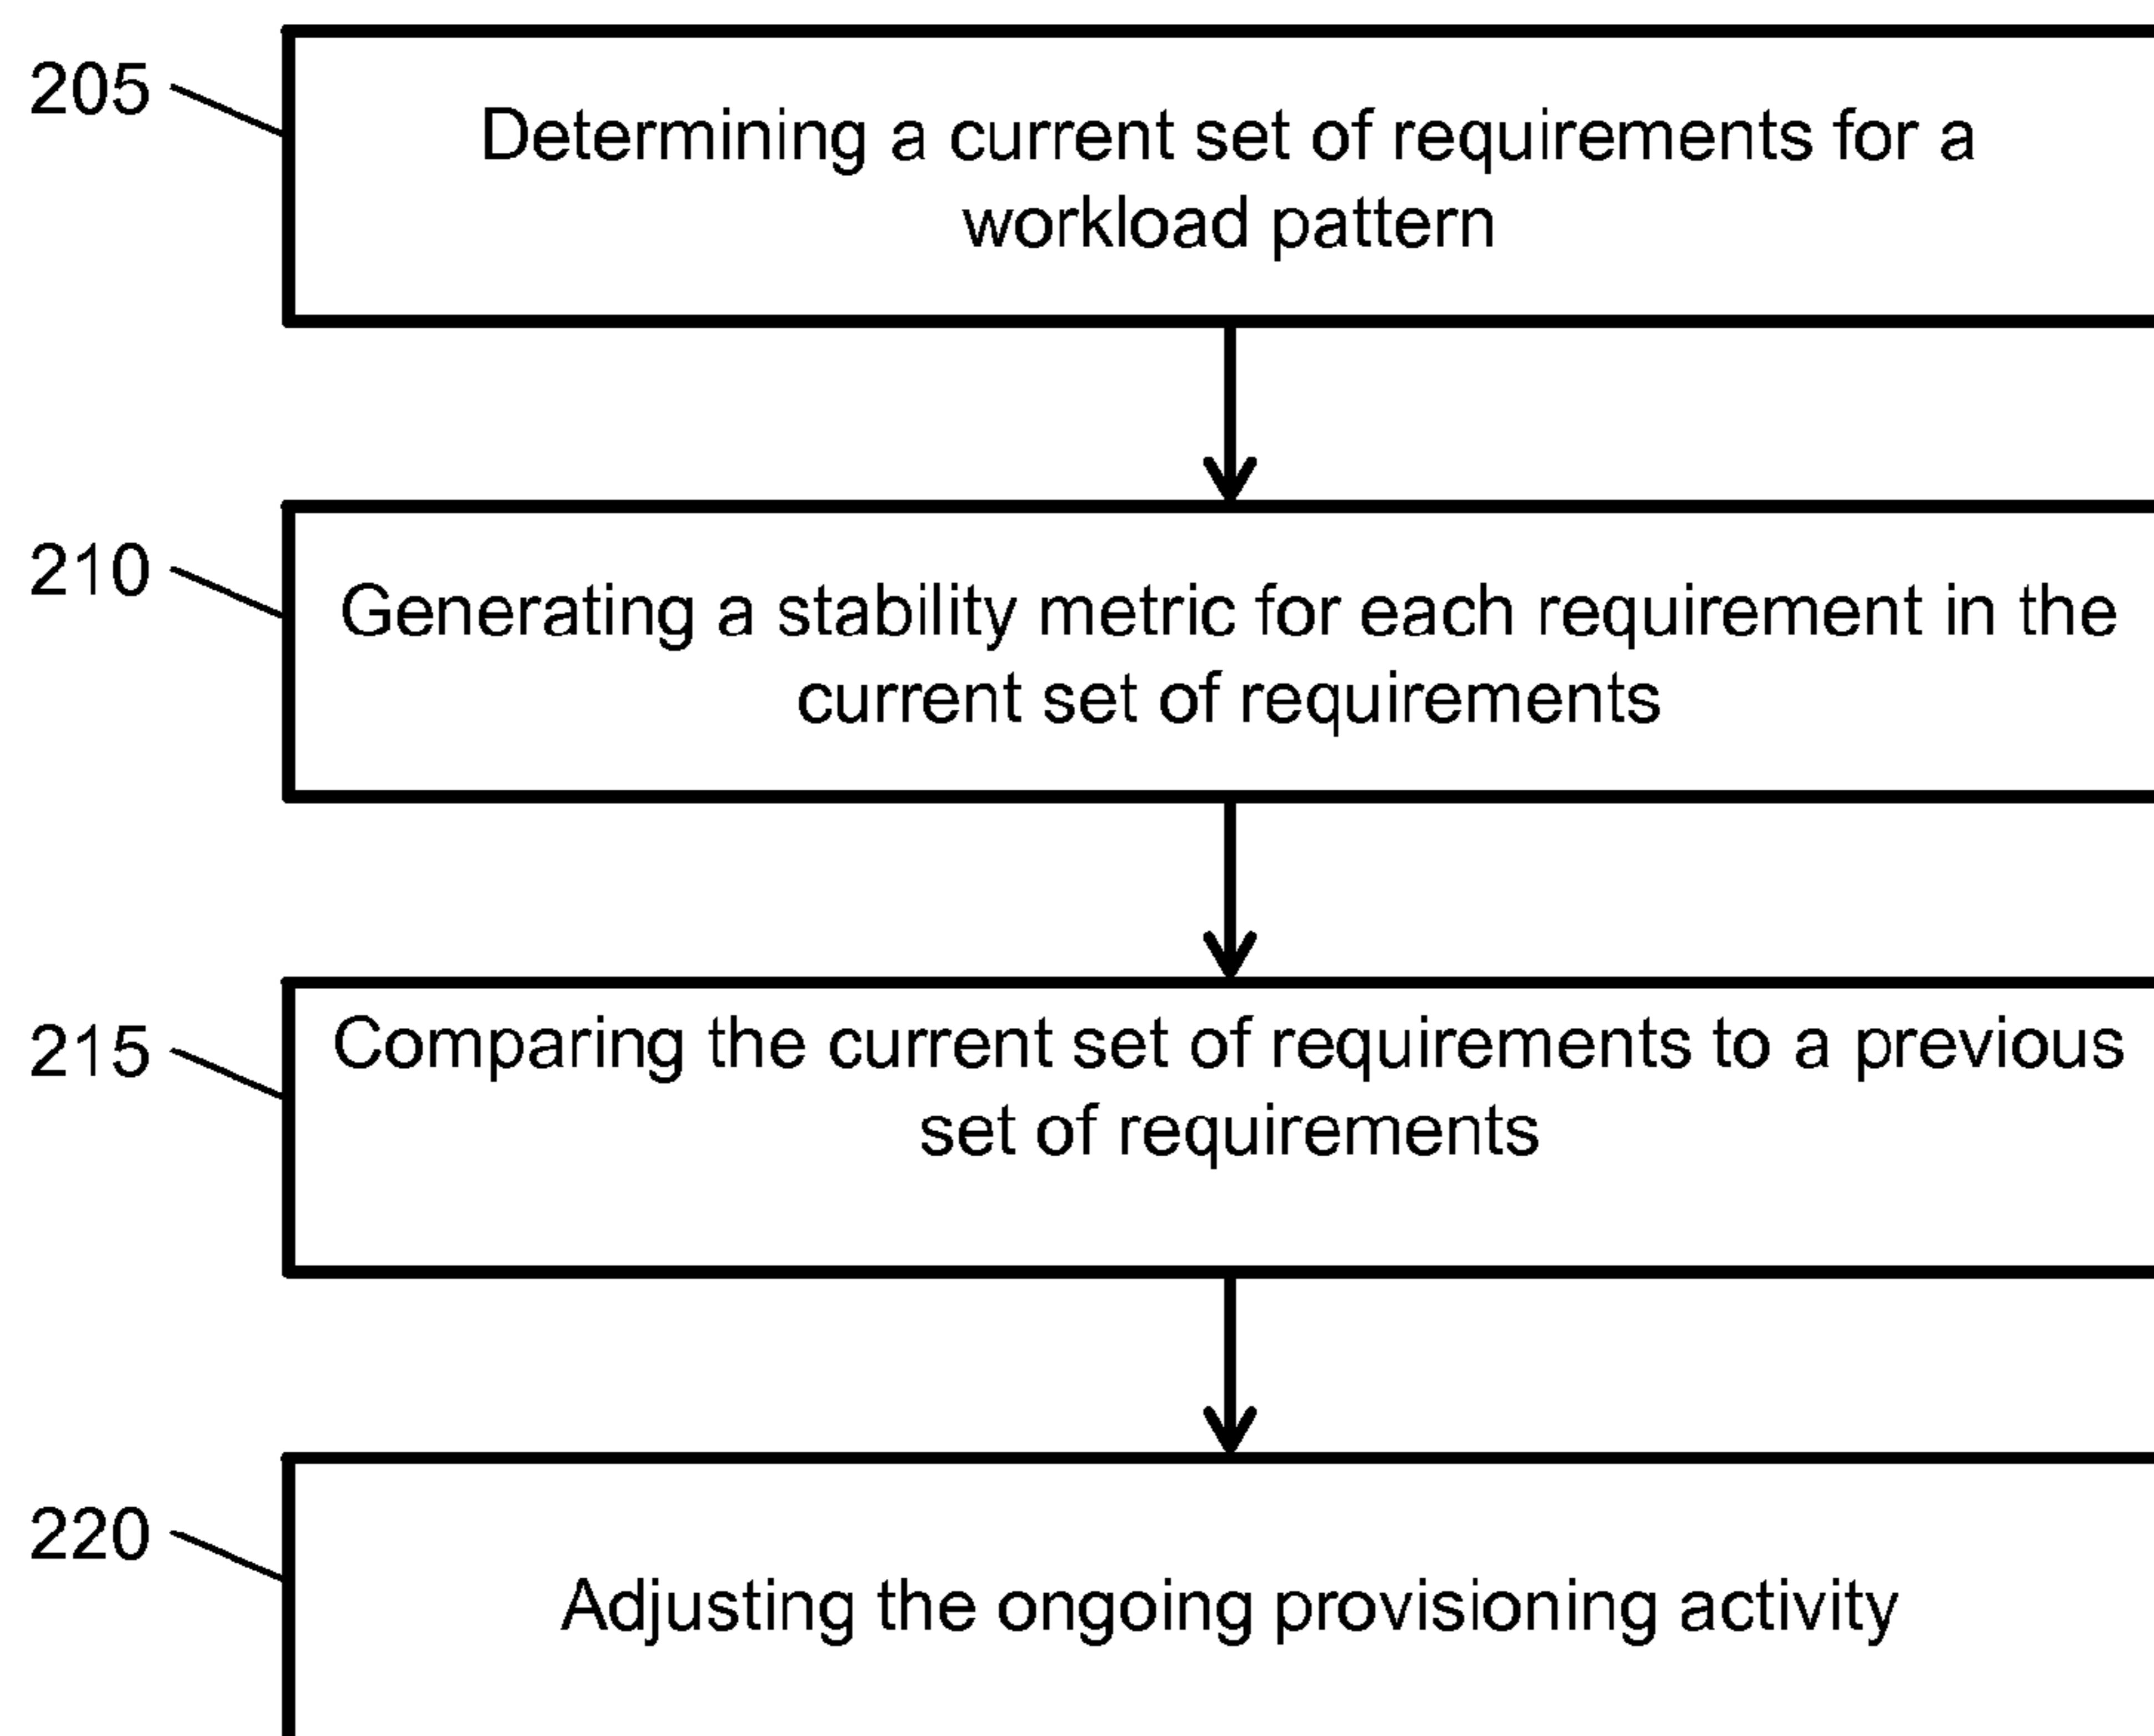 205
Determining a current set of requirements for a
workload pattern
210
Generating a stability metric for each requirement in the
current set of requirements
215
Comparing the current set of requirements to a previous
set of requirements
220
Adjusting the ongoing provisioning activity